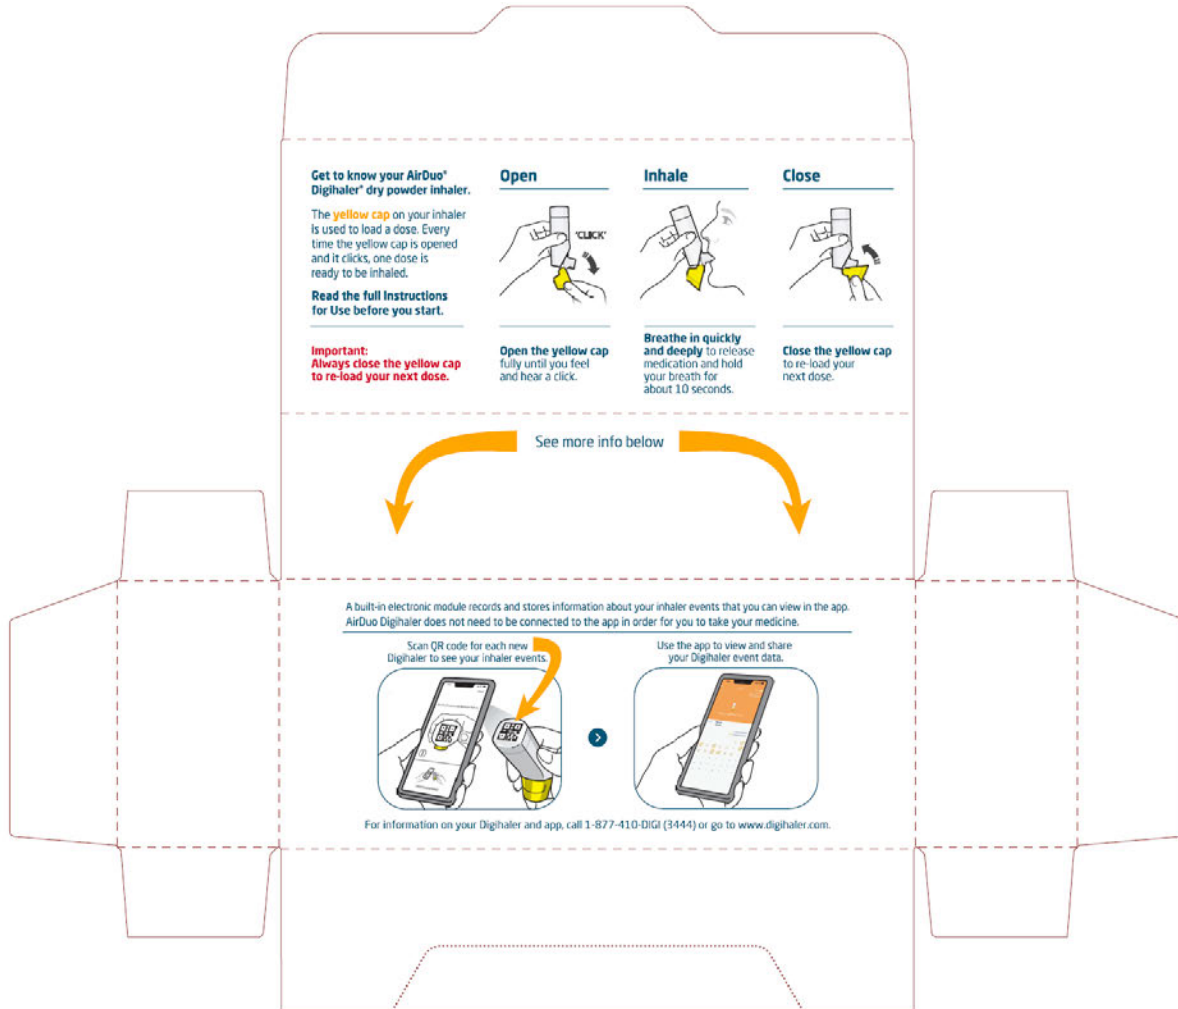 Get to know your AirDuo®
Digihaler® dry powder inhaler.
The yellow cap on your inhaler
is used to load a dose. Every
time the yellow cap is opened
and it clicks, one dose is
ready to be inhaled.
Read the full Instructions
for Use before you start.
Important:
Always close the yellow cap
to re-load your next dose.
Open
"CLICK"
Open the yellow cap
fully until you feel
and hear a click.
Inhale
Breathe in quickly
and deeply to release
medication and hold
your breath for
about 10 seconds.
Close
Close the yellow cap
to re-load your
next dose.
See more info below
A built-in electronic module records and stores information about your inhaler events that you can view in the app.
AirDuo Digihaler does not need to be connected to the app in order for you to take your medicine.
Scan QR code for each new
Digihaler to see your inhaler events.
Use the app to view and share
your Digihaler event data.
For information on your Digihaler and app, call 1-877-410-DIGI (3444) or go to www.digihaler.com.